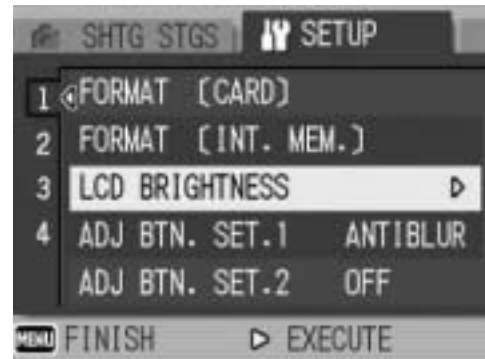 SHTG STGS SETUP
1 FORMAT [CARD]
2 FORMAT [INT. MEM.]
3 LCD BRIGHTNESS
4 ADJ BTN. SET.1 ANTIBLUR
ADJ BTN. SET.2 OFF
MENU FINISH EXECUTE